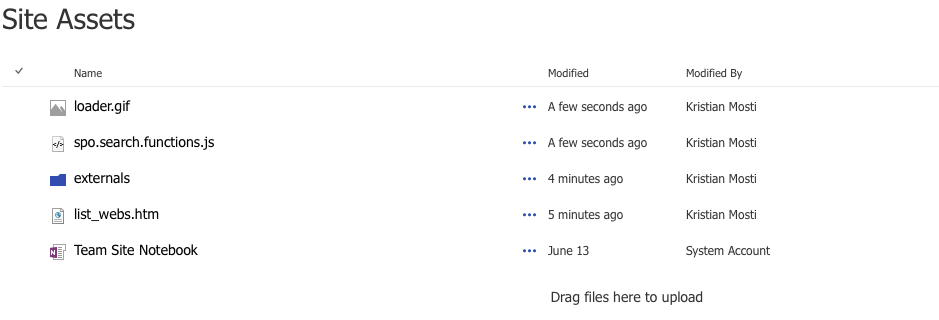 Site Assets
Name Modified Modified By
loader.gif ... A few seconds ago Kristian Mosti
spo.search.functions.js ... A few seconds ago Kristian Mosti
externals ... 4 minutes ago Kristian Mosti
list_webs.htm ... 5 minutes ago Kristian Mosti
Team Site Notebook ... June 13 System Account
Drag files here to upload